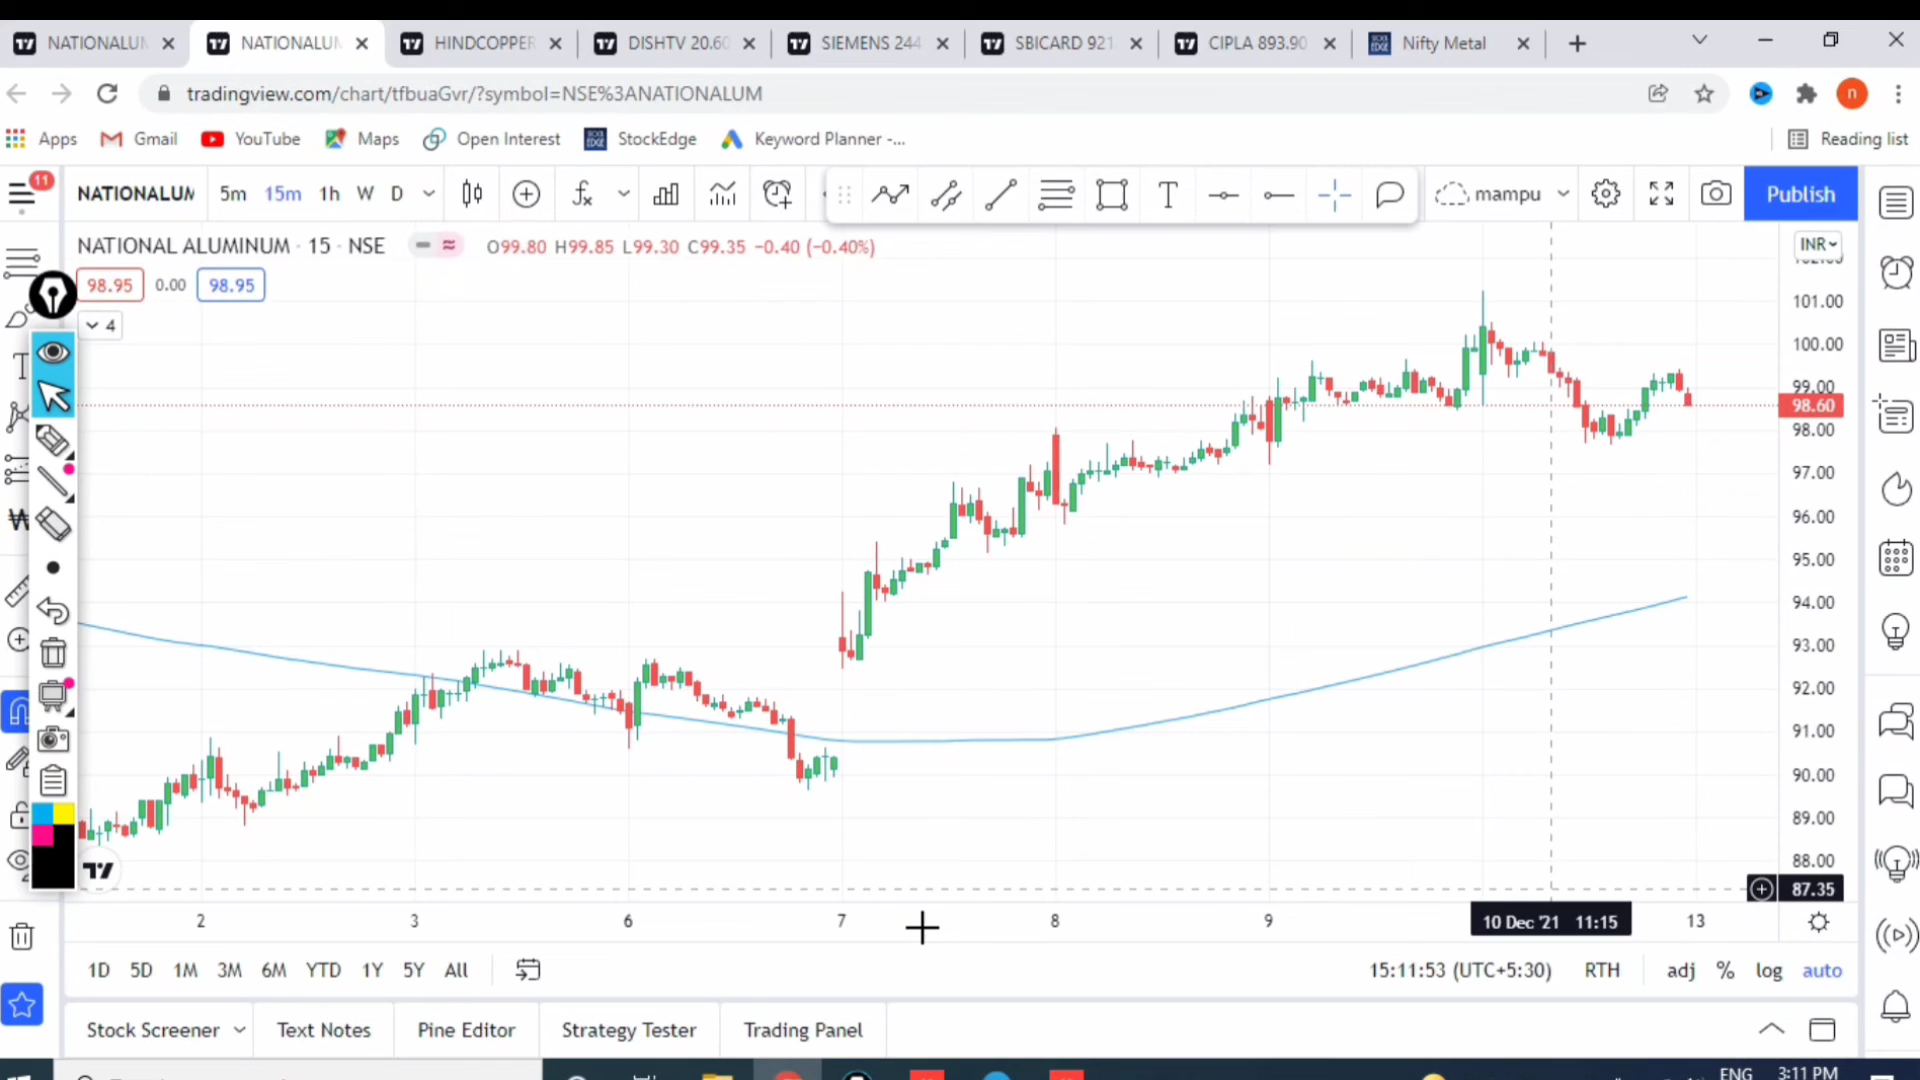 NATIONALUM
NATIONALUM
HINDCOPPER
DISHTV 20.60
SIEMENS 244
SBICARD 921
CIPLA 893.90
Nifty Metal
tradingview.com/chart/tfbuaGvr/?symbol=NSE%3ANATIONALUM
n
Apps
Gmail
YouTube
Maps
Open Interest
StockEdge
Keyword Planner -...
Reading list
11
NATIONALUM
5m
15m
1h
W
D
mampu
Publish
NATIONAL ALUMINUM · 15 · NSE
O99.80 H99.85 L99.30 C99.35 −0.40 (−0.40%)
INR
98.95
0.00
98.95
4
101.00
100.00
99.00
98.60
98.00
97.00
96.00
95.00
94.00
93.00
92.00
91.00
90.00
89.00
88.00
87.35
2
3
6
7
8
9
10 Dec '21 11:15
13
1D
5D
1M
3M
6M
YTD
1Y
5Y
All
15:11:53 (UTC+5:30)
RTH
adj
%
log
auto
Stock Screener
Text Notes
Pine Editor
Strategy Tester
Trading Panel
ENG
3:11 PM